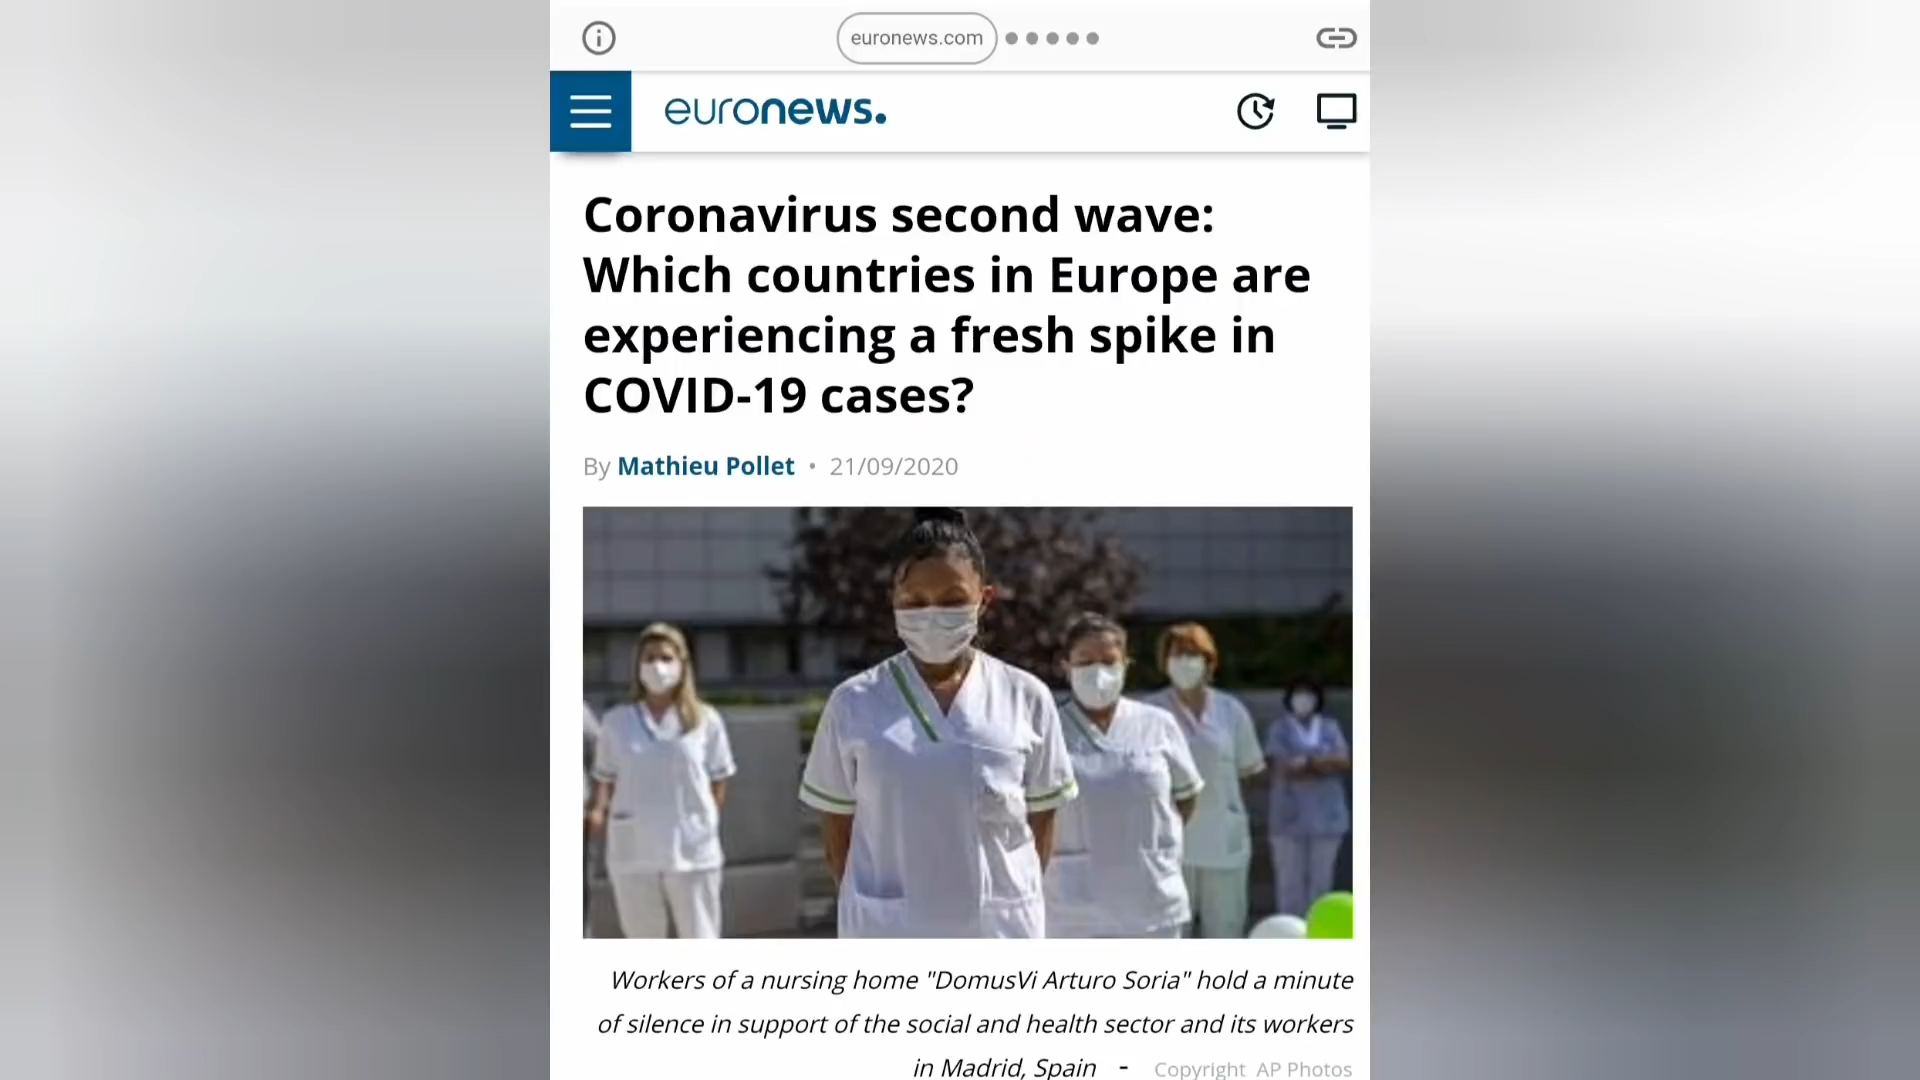 euronews.com
euronews.
Coronavirus second wave:
Which countries in Europe are
experiencing a fresh spike in
COVID-19 cases?
By Mathieu Pollet • 21/09/2020
Workers of a nursing home "DomusVi Arturo Soria" hold a minute
of silence in support of the social and health sector and its workers
in Madrid, Spain - Copyright AP Photos